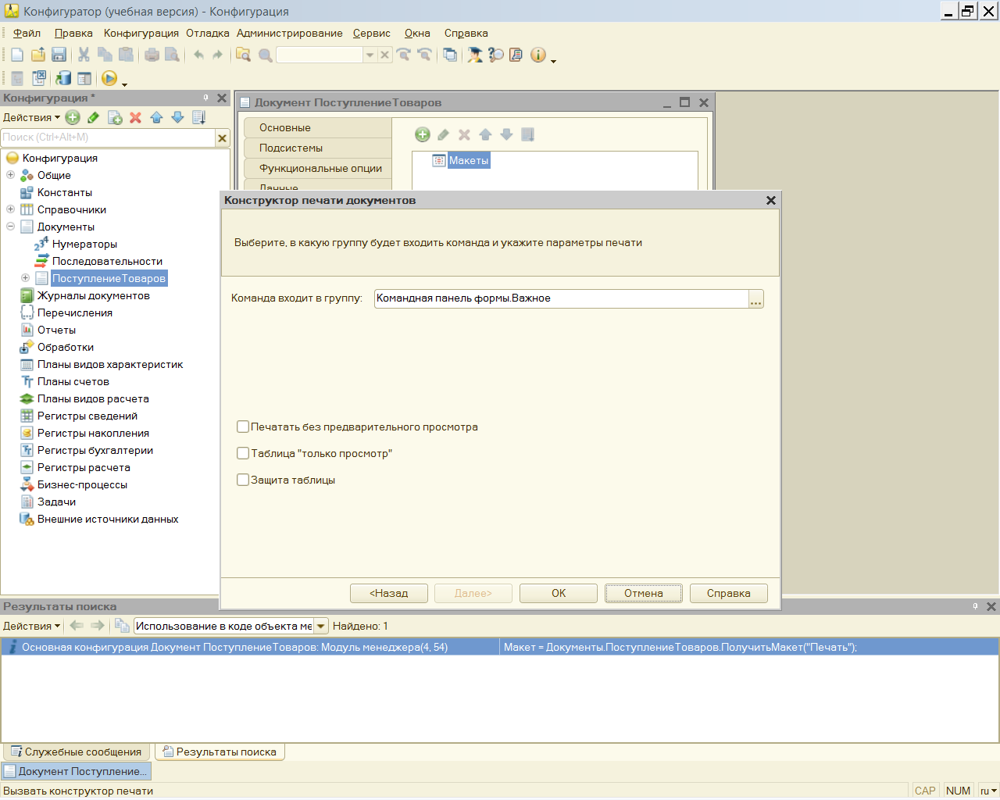 Конфигуратор (учебная версия) - Конфигурация
Файл Правка Конфигурация Отладка Администрирование Сервис Окна Справка
Конфигурация *
Действия
Поиск (Ctrl+Alt+M)
Конфигурация
Общие
Константы
Справочники
Документы
Нумераторы
Последовательности
ПоступлениеТоваров
Журналы документов
Перечисления
Отчеты
Обработки
Планы видов характеристик
Планы счетов
Планы видов расчета
Регистры сведений
Регистры накопления
Регистры бухгалтерии
Регистры расчета
Бизнес-процессы
Задачи
Внешние источники данных
Документ ПоступлениеТоваров
Основные
Подсистемы
Функциональные опции
Данные
Макеты
Конструктор печати документов
Выберите, в какую группу будет входить команда и укажите параметры печати
Команда входит в группу: Командная панель формы.Важное ...
Печатать без предварительного просмотра
Таблица "только просмотр"
Защита таблицы
<Назад Далее> OK Отмена Справка
Результаты поиска
Действия Использование в коде объекта ме Найдено: 1
Основная конфигурация Документ ПоступлениеТоваров: Модуль менеджера(4, 54) Макет = Документы.ПоступлениеТоваров.ПолучитьМакет("Печать");
Служебные сообщения Результаты поиска
Документ Поступление...
Вызвать конструктор печати CAP NUM ru